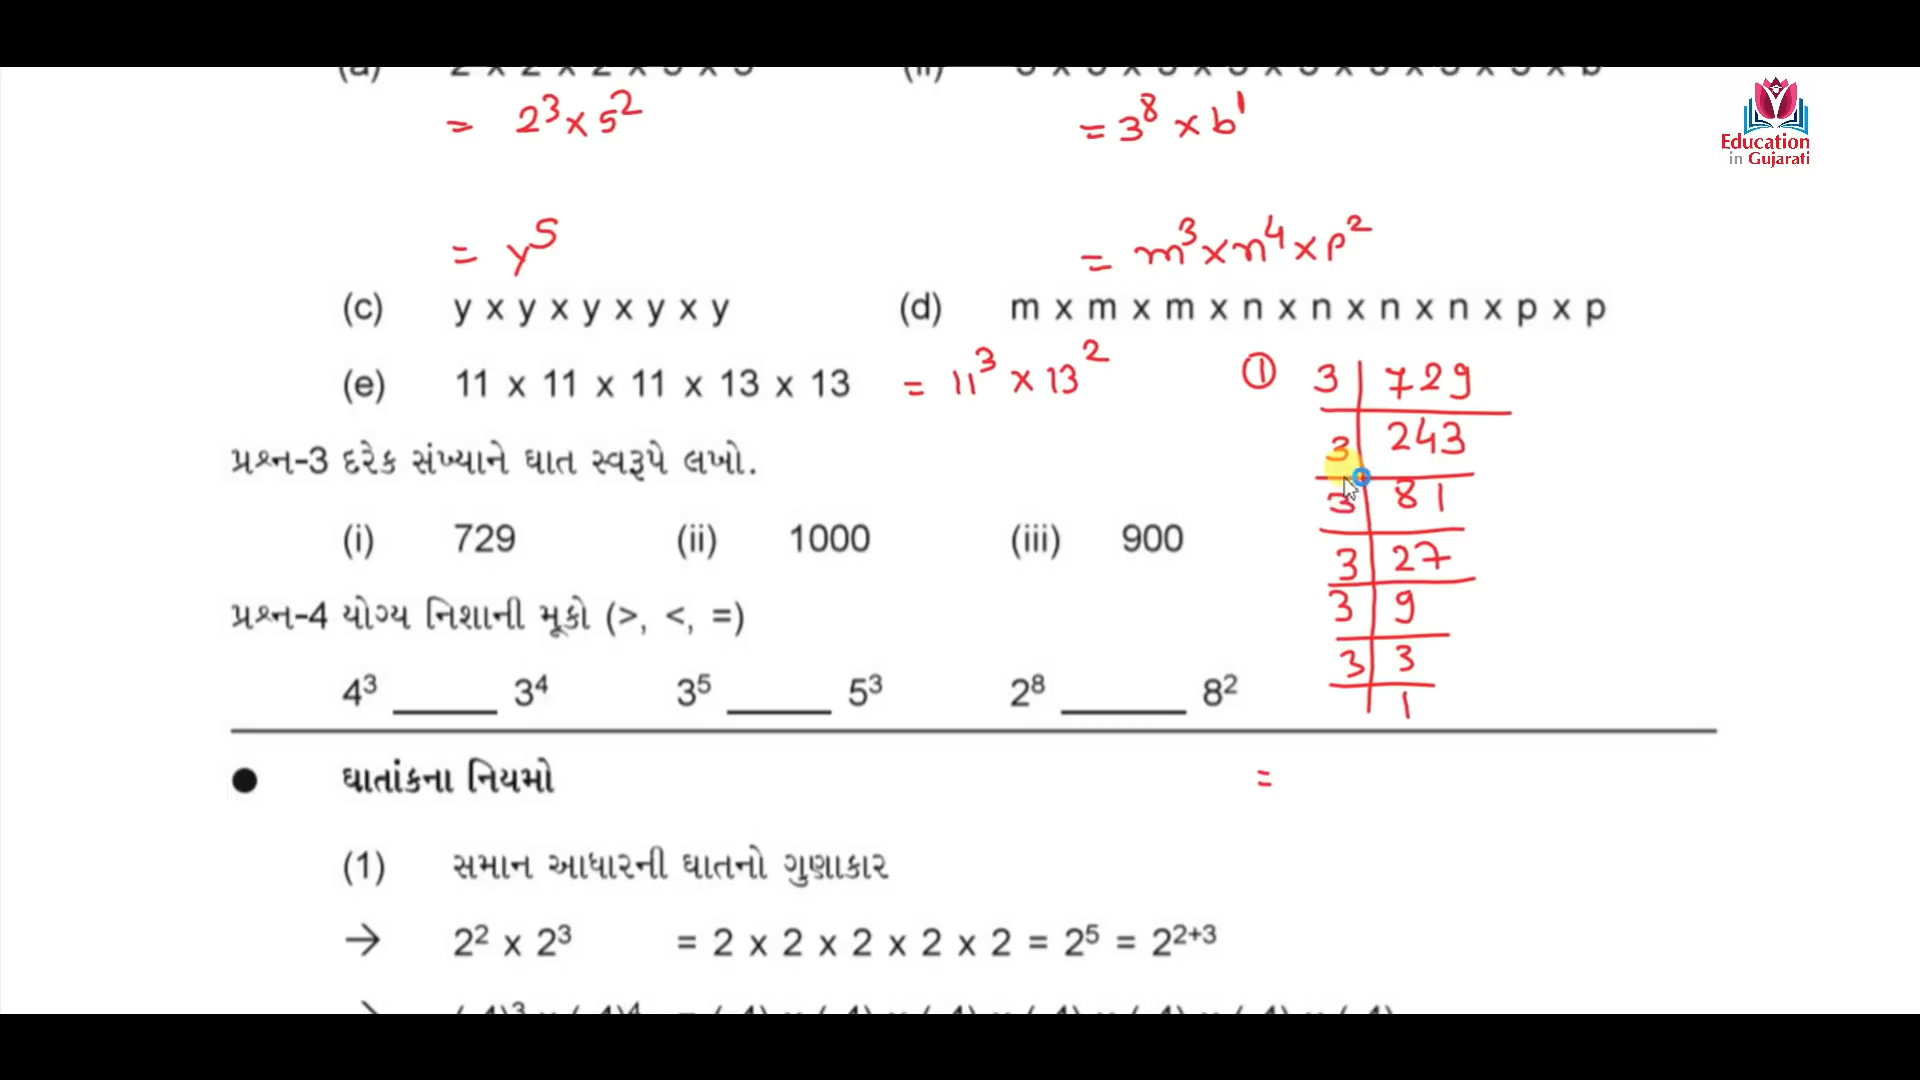 = 2³ x 5²
= 3⁸ x b¹
Education
in Gujarati
= y⁵
= m³ x n⁴ x p²
(c) y x y x y x y x y (d) m x m x m x n x n x n x n x p x p
(e) 11 x 11 x 11 x 13 x 13 = 11³ x 13²
① 3 | 729
3 | 243
3 | 81
3 | 27
3 | 9
3 | 3
1
પ્રશ્ન-3 દરેક સંખ્યાને ઘાત સ્વરૂપે લખો.
(i) 729 (ii) 1000 (iii) 900
પ્રશ્ન-4 યોગ્ય નિશાની મૂકો (>, <, =)
4³ _____ 3⁴ 3⁵ _____ 5³ 2⁸ ______ 8²
● ઘાતાંકના નિયમો =
(1) સમાન આધારની ઘાતનો ગુણાકાર
→ 2² x 2³ = 2 x 2 x 2 x 2 x 2 = 2⁵ = 2²⁺³